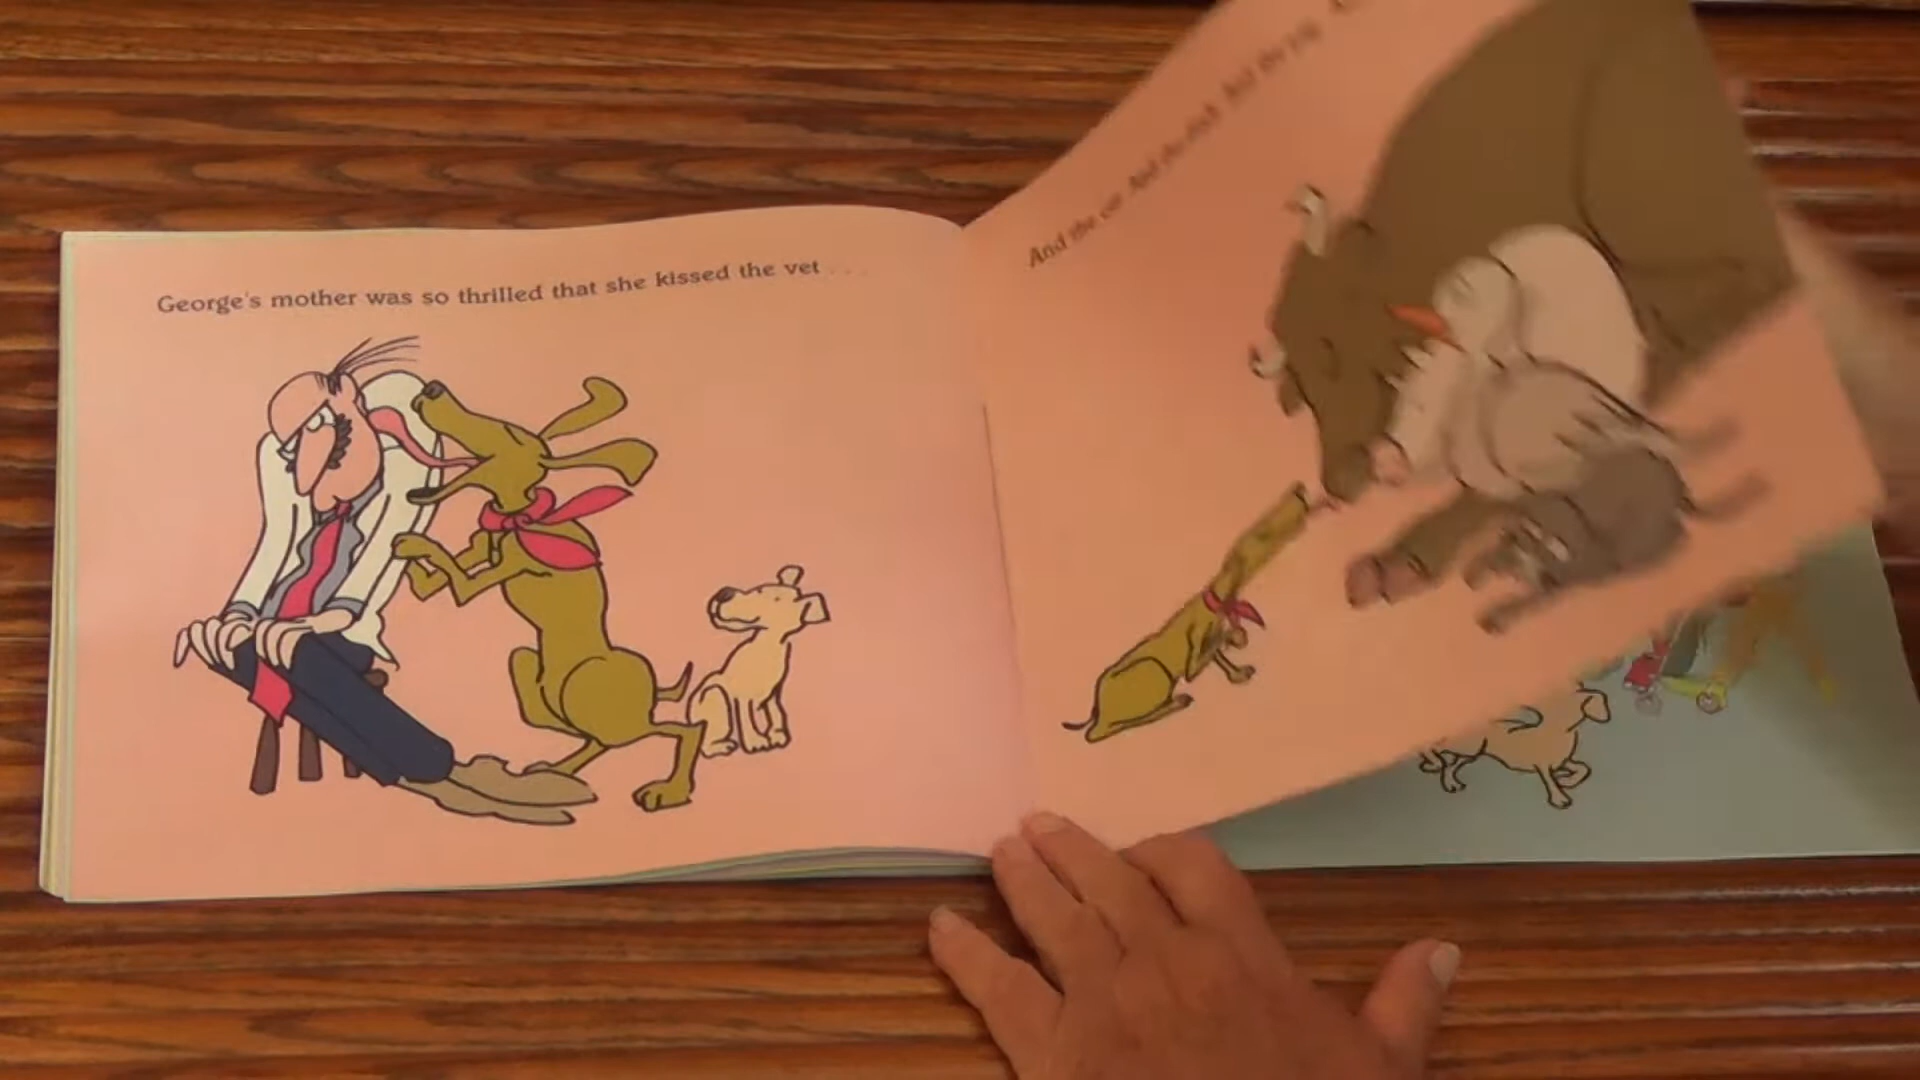 George's mother was so thrilled that she kissed the vet . . .
And the cat. And the duck. And the pig.